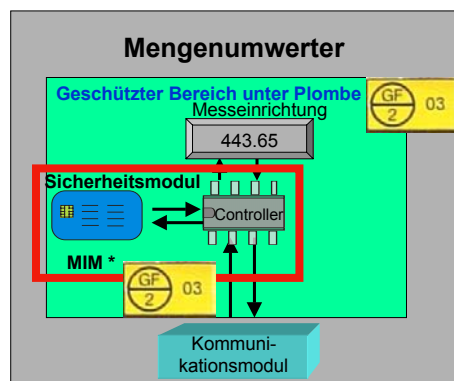 Mengenumwerter
Geschützter Bereich unter Plombe
GF
2
03
Messeinrichtung
443.65
Sicherheitsmodul
Controller
MIM *
GF
2
03
Kommuni-
kationsmodul